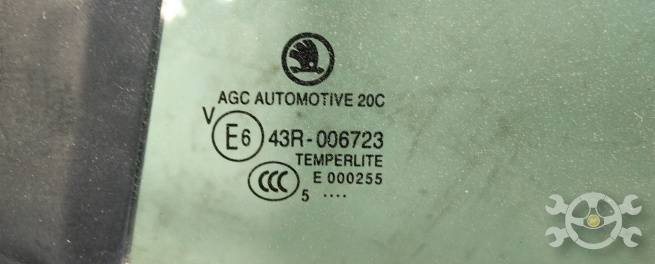 AGC AUTOMOTIVE 20C
V
E6 43R-006723
TEMPERLITE
CCC E 000255
5 ....